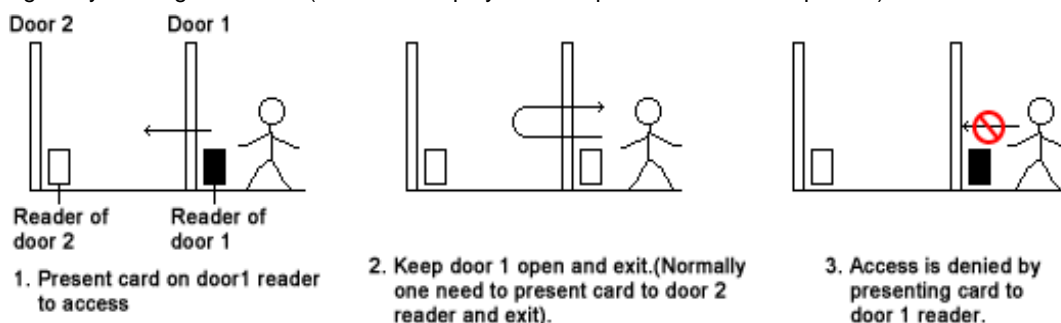 Door 2
Door 1
Reader of
door 2
Reader of
door 1
1. Present card on door1 reader
to access
2. Keep door 1 open and exit.(Normally
one need to present card to door 2
reader and exit).
3. Access is denied by
presenting card to
door 1 reader.